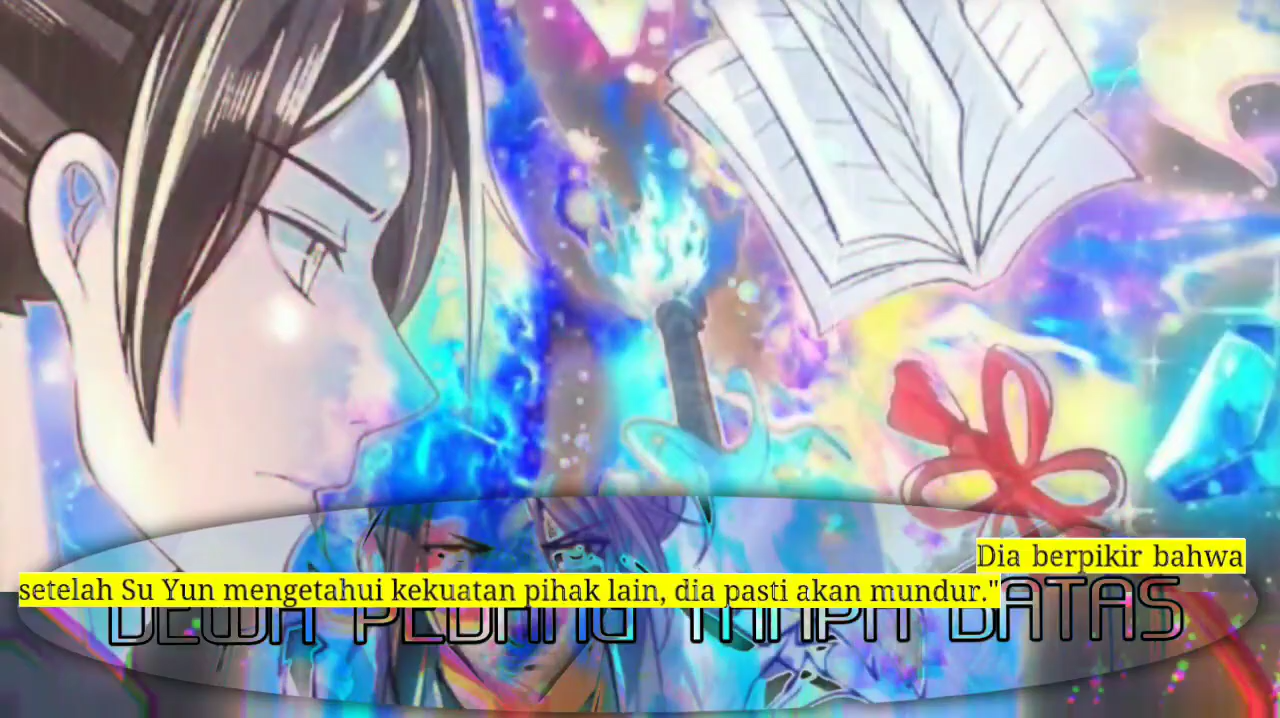 Dia berpikir bahwa
setelah Su Yun mengetahui kekuatan pihak lain, dia pasti akan mundur."
DEWA PEDANG TANPA BATAS